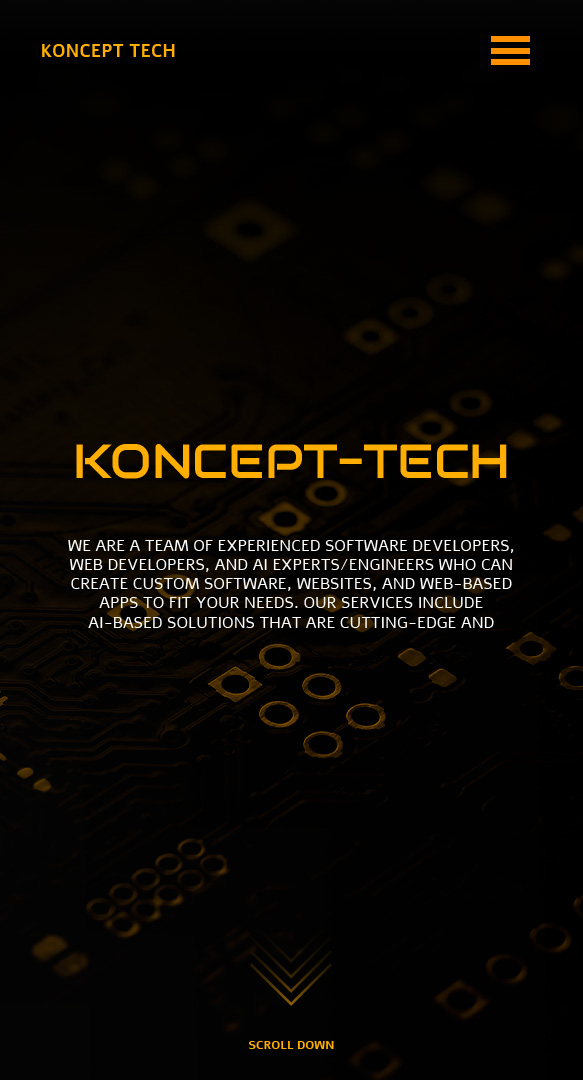 KONCEPT TECH
KONCEPT-TECH
WE ARE A TEAM OF EXPERIENCED SOFTWARE DEVELOPERS,
WEB DEVELOPERS, AND AI EXPERTS/ENGINEERS WHO CAN
CREATE CUSTOM SOFTWARE, WEBSITES, AND WEB-BASED
APPS TO FIT YOUR NEEDS. OUR SERVICES INCLUDE
AI-BASED SOLUTIONS THAT ARE CUTTING-EDGE AND
SCROLL DOWN